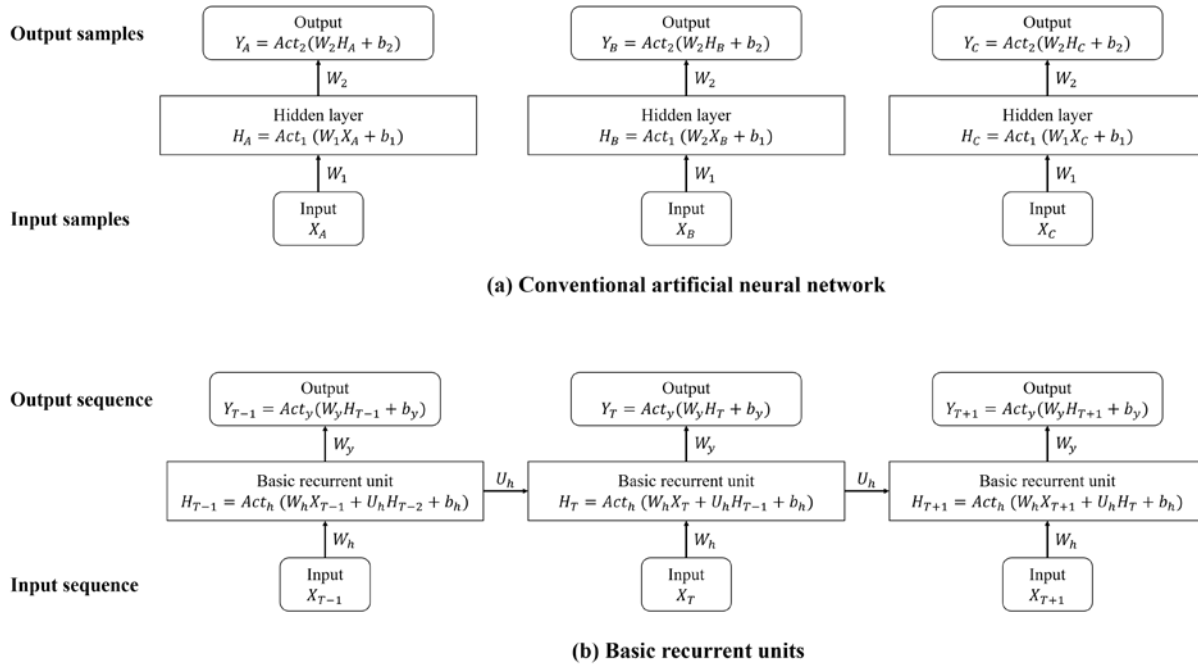 Output samples
Output
Y_A = Act_2(W_2H_A + b_2)
Output
Y_B = Act_2(W_2H_B + b_2)
Output
Y_C = Act_2(W_2H_C + b_2)
W_2
W_2
W_2
Hidden layer
H_A = Act_1 (W_1X_A + b_1)
Hidden layer
H_B = Act_1 (W_2X_B + b_1)
Hidden layer
H_C = Act_1 (W_1X_C + b_1)
W_1
W_1
W_1
Input samples
Input
X_A
Input
X_B
Input
X_C
(a) Conventional artificial neural network
Output sequence
Output
Y_{T−1} = Act_y(W_yH_{T−1} + b_y)
Output
Y_T = Act_y(W_yH_T + b_y)
Output
Y_{T+1} = Act_y(W_yH_{T+1} + b_y)
W_y
W_y
W_y
Basic recurrent unit
H_{T−1} = Act_h (W_hX_{T−1} + U_hH_{T−2} + b_h)
U_h
Basic recurrent unit
H_T = Act_h (W_hX_T + U_hH_{T−1} + b_h)
U_h
Basic recurrent unit
H_{T+1} = Act_h (W_hX_{T+1} + U_hH_T + b_h)
W_h
W_h
W_h
Input sequence
Input
X_{T−1}
Input
X_T
Input
X_{T+1}
(b) Basic recurrent units